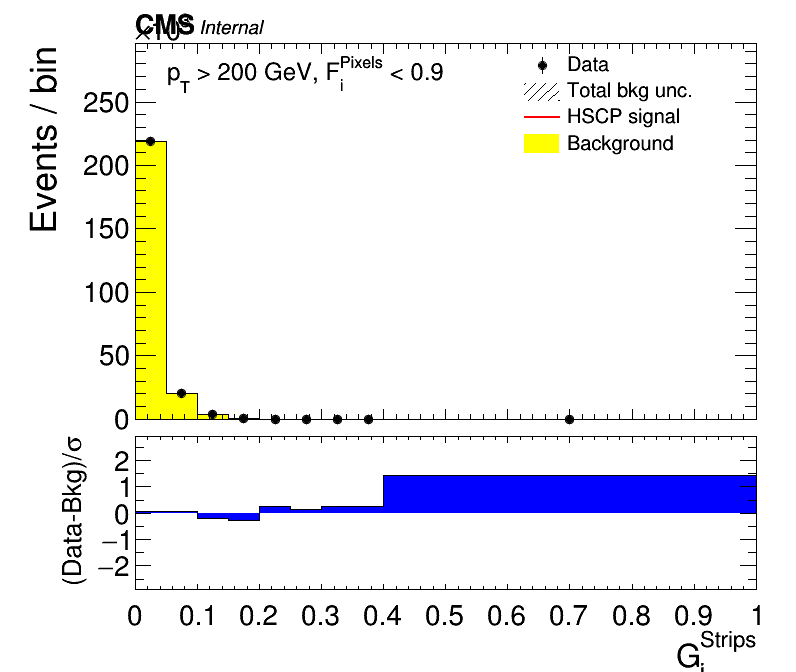 CMS Internal
×10
p_T > 200 GeV, F_i^Pixels < 0.9
Data
Total bkg unc.
HSCP signal
Background
Events / bin
250
200
150
100
50
0
(Data-Bkg)/σ
2
1
0
−1
−2
0 0.1 0.2 0.3 0.4 0.5 0.6 0.7 0.8 0.9 1
G_i^Strips